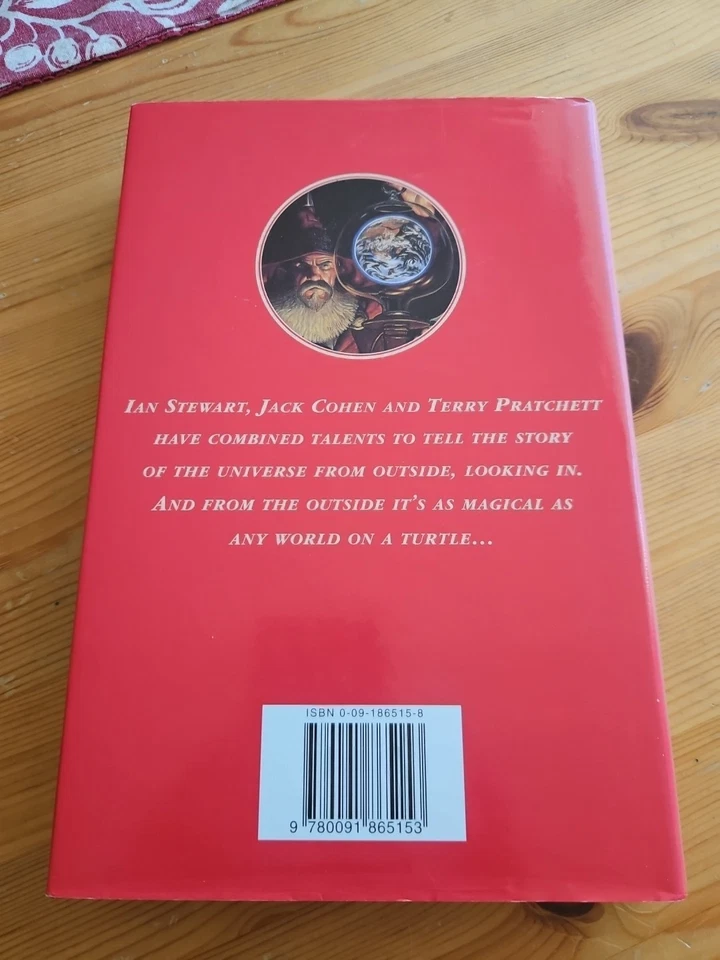 Ian Stewart, Jack Cohen and Terry Pratchett
have combined talents to tell the story
of the universe from outside, looking in.
And from the outside it's as magical as
any world on a turtle...
ISBN 0-09-186515-8
9 780091 865153